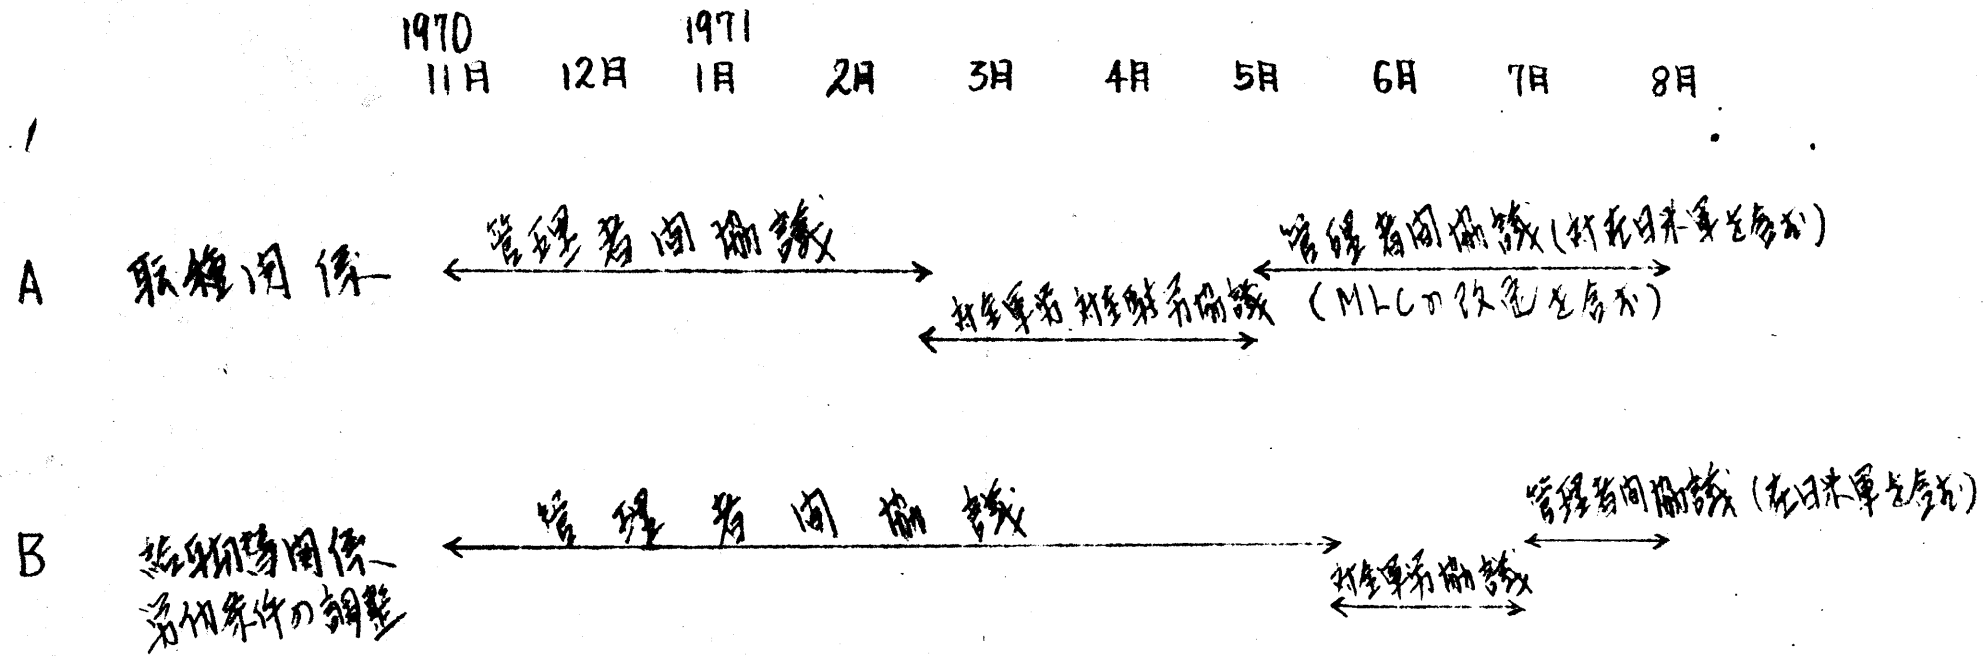 1970 1971
11月 12月 1月 2月 3月 4月 5月 6月 7月 8月
A 職種関係
管理者間協議
対全軍労 対全駐労協議
管理者間協議(対在日米軍を含む)
(MLCの改定を含む)
B 給与等関係
労働条件の調整
管理者間協議
対全軍労協議
管理者間協議(在日米軍を含む)